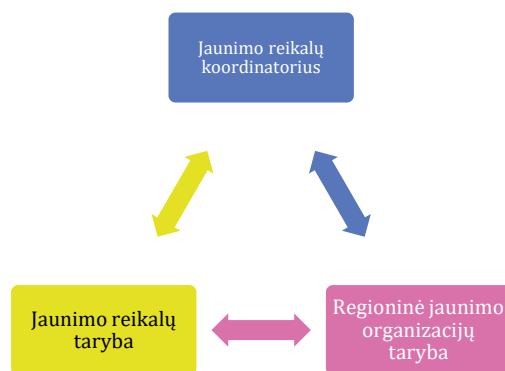 Jaunimo reikalų
koordinatorius
Jaunimo reikalų
taryba
Regioninė jaunimo
organizacijų
taryba